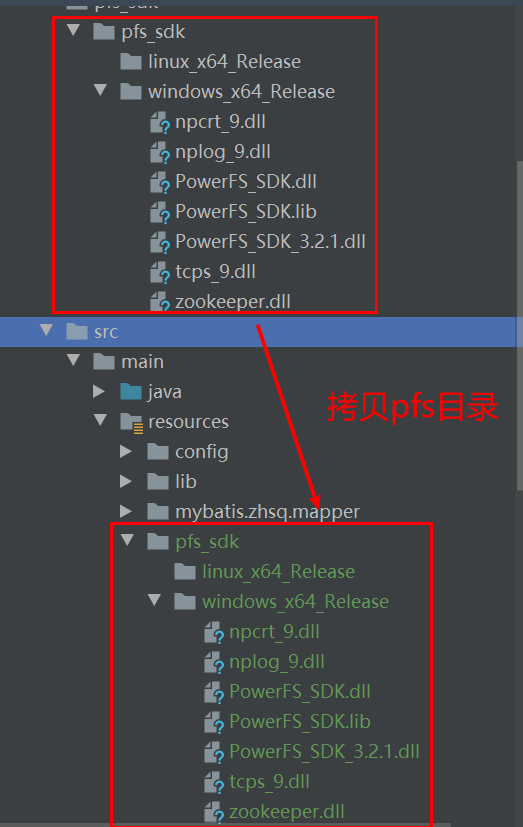 pfs_sdk
pfs_sdk
linux_x64_Release
windows_x64_Release
npcrt_9.dll
nplog_9.dll
PowerFS_SDK.dll
PowerFS_SDK.lib
PowerFS_SDK_3.2.1.dll
tcps_9.dll
zookeeper.dll
src
main
java
拷贝pfs目录
resources
config
lib
mybatis.zhsq.mapper
pfs_sdk
linux_x64_Release
windows_x64_Release
npcrt_9.dll
nplog_9.dll
PowerFS_SDK.dll
PowerFS_SDK.lib
PowerFS_SDK_3.2.1.dll
tcps_9.dll
zookeeper.dll